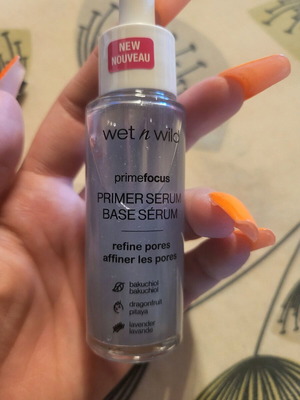 NEW
NOUVEAU
wet n wild
primefocus
PRIMER SERUM
BASE SÉRUM
refine pores
affiner les pores
bakuchiol
bakuchiol
dragonfruit
pitaya
lavender
lavande